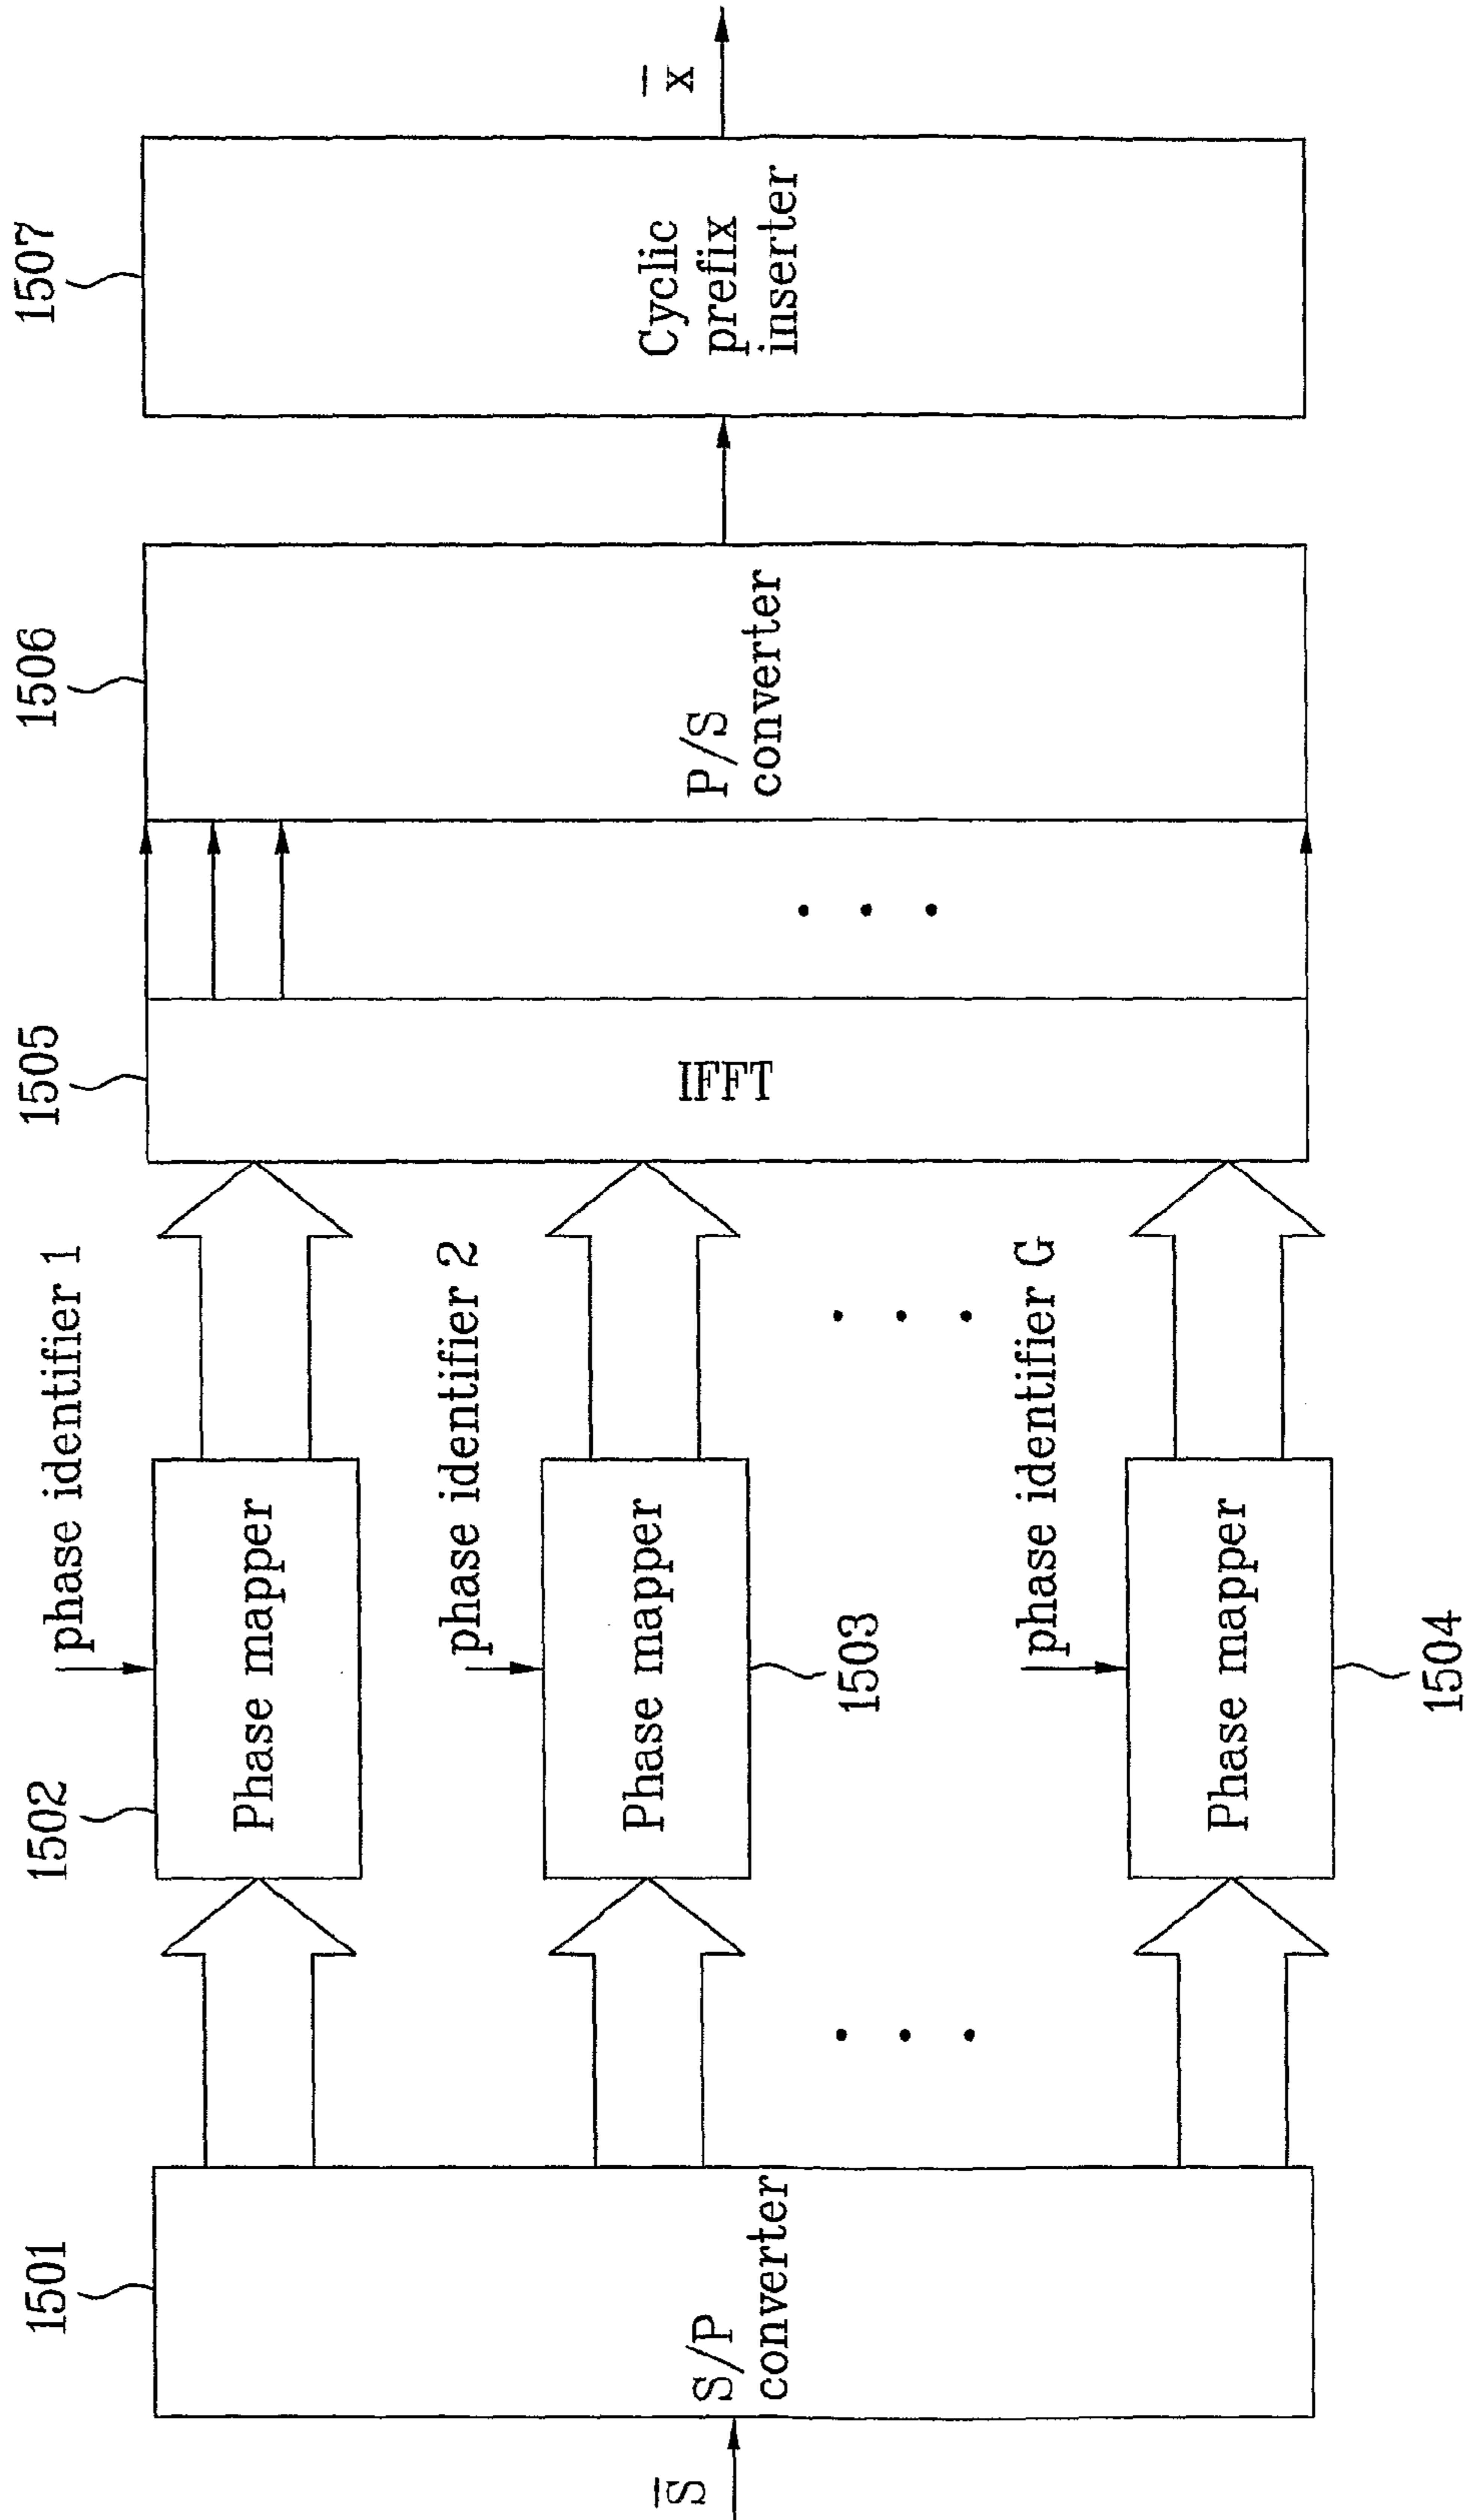 1501
1502
1505
1506
1507
phase identifier 1
Phase mapper
phase identifier 2
Phase mapper
1503
phase identifier G
Phase mapper
1504
S̅
S/P
converter
IFFT
P/S
converter
Cyclic
prefix
inserter
x̅